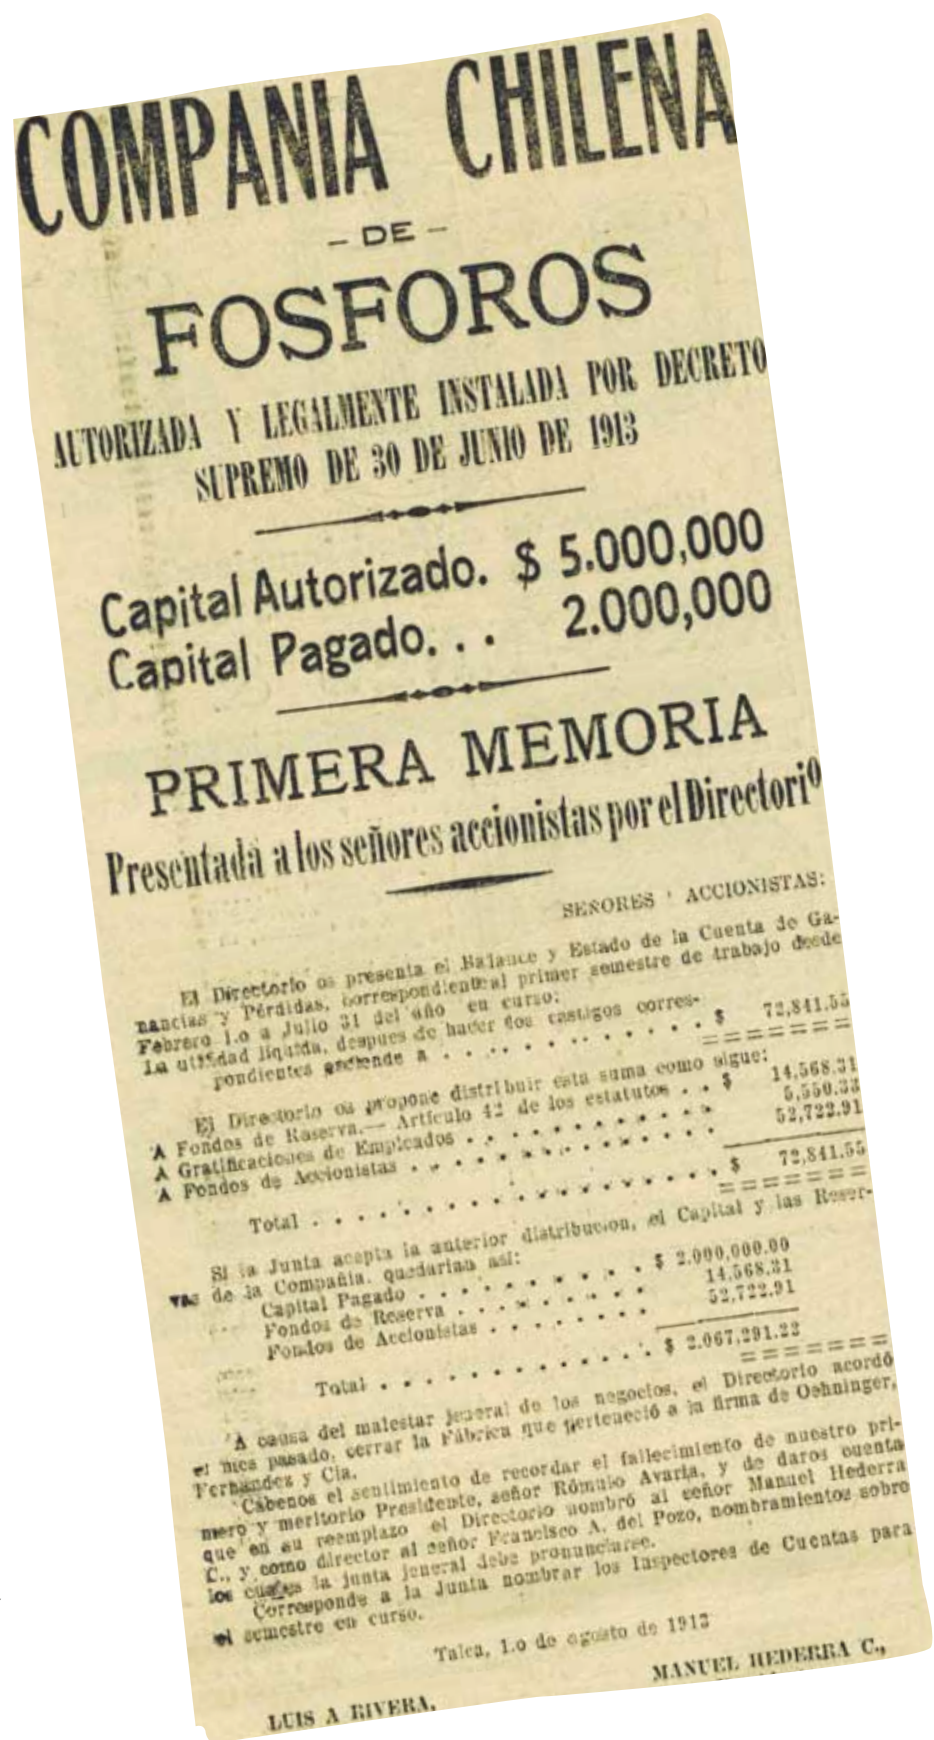 COMPANIA CHILENA
– DE –
FOSFOROS
AUTORIZADA Y LEGALMENTE INSTALADA POR DECRETO
SUPREMO DE 30 DE JUNIO DE 1913
Capital Autorizado. $ 5.000,000
Capital Pagado. . . 2.000,000
PRIMERA MEMORIA
Presentada a los señores accionistas por el Directorio
SEÑORES ACCIONISTAS:
El Directorio os presenta el Balance y Estado de la Cuenta de Ga-
nancias y Pérdidas, correspondiente al primer semestre de trabajo desde
Febrero 1.o a Julio 31 del año en curso:
La utilidad líquida, despues de hacer los castigos corres-
pondientes asciende a . . . . . . . . . . . $ 72,841.55
El Directorio os propone distribuir esta suma como sigue:
A Fondos de Reserva.— Artículo 42 de los estatutos . . $ 14,568.31
A Gratificaciones de Empleados . . . . . . . . . . 5,550.33
A Fondos de Accionistas . . . . . . . . . . . . 52,722.91
Total . . . . . . . . . . . . . . . . $ 72,841.55
Si la Junta acepta la anterior distribucion, el Capital y las Reser-
vas de la Compañía, quedarian así:
Capital Pagado . . . . . . . . . . $ 2.000,000.00
Fondos de Reserva . . . . . . . . . 14.568.31
Fondos de Accionistas . . . . . . . . 52,722.91
Total . . . . . . . . . . . . . $ 2.067,291.22
A causa del malestar jeneral de los negocios, el Directorio acordó
el mes pasado, cerrar la Fábrica que perteneció a la firma de Oehninger,
Fernandez y Cia.
Cábenos el sentimiento de recordar el fallecimiento de nuestro pri-
mero y meritorio Presidente, señor Rómulo Avaria, y de daros cuenta
que en su reemplazo el Directorio nombró al señor Manuel Hederra
C., y como director al señor Francisco A. del Pozo, nombramientos sobre
los cuales la junta jeneral debe pronunciarse.
Corresponde a la Junta nombrar los Inspectores de Cuentas para
el semestre en curso.
Talca, 1.o de agosto de 1913
MANUEL HEDERRA C.,
LUIS A RIVERA,